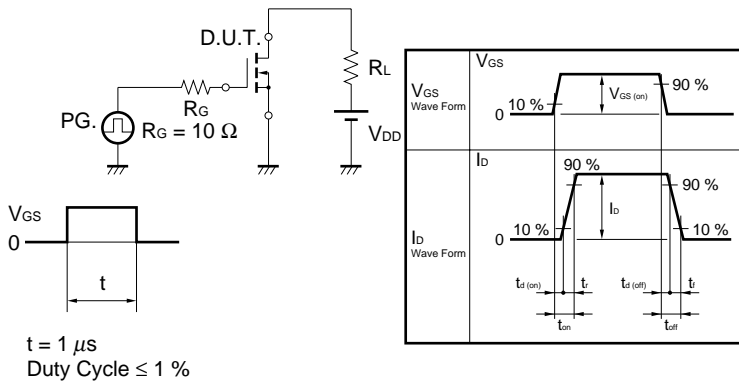 D.U.T.
RL
RG
PG.
RG = 10 Ω
VDD
VGS
0
t
t = 1 μs
Duty Cycle ≤ 1 %
VGS
Wave Form
VGS
10 %
VGS (on)
90 %
0
ID
Wave Form
ID
90 %
90 %
ID
10 %
10 %
0
td (on)
tr
td (off)
tf
ton
toff